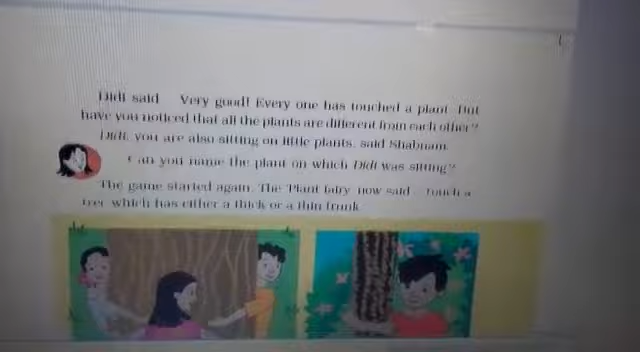 Didi said Very good! Every one has touched a plant. But
have you noticed that all the plants are different from each other?
Didi, you are also sitting on little plants, said Shabnam.
Can you name the plant on which Didi was sitting?
The game started again. The Plant fairy now said Touch a
tree which has either a thick or a thin trunk